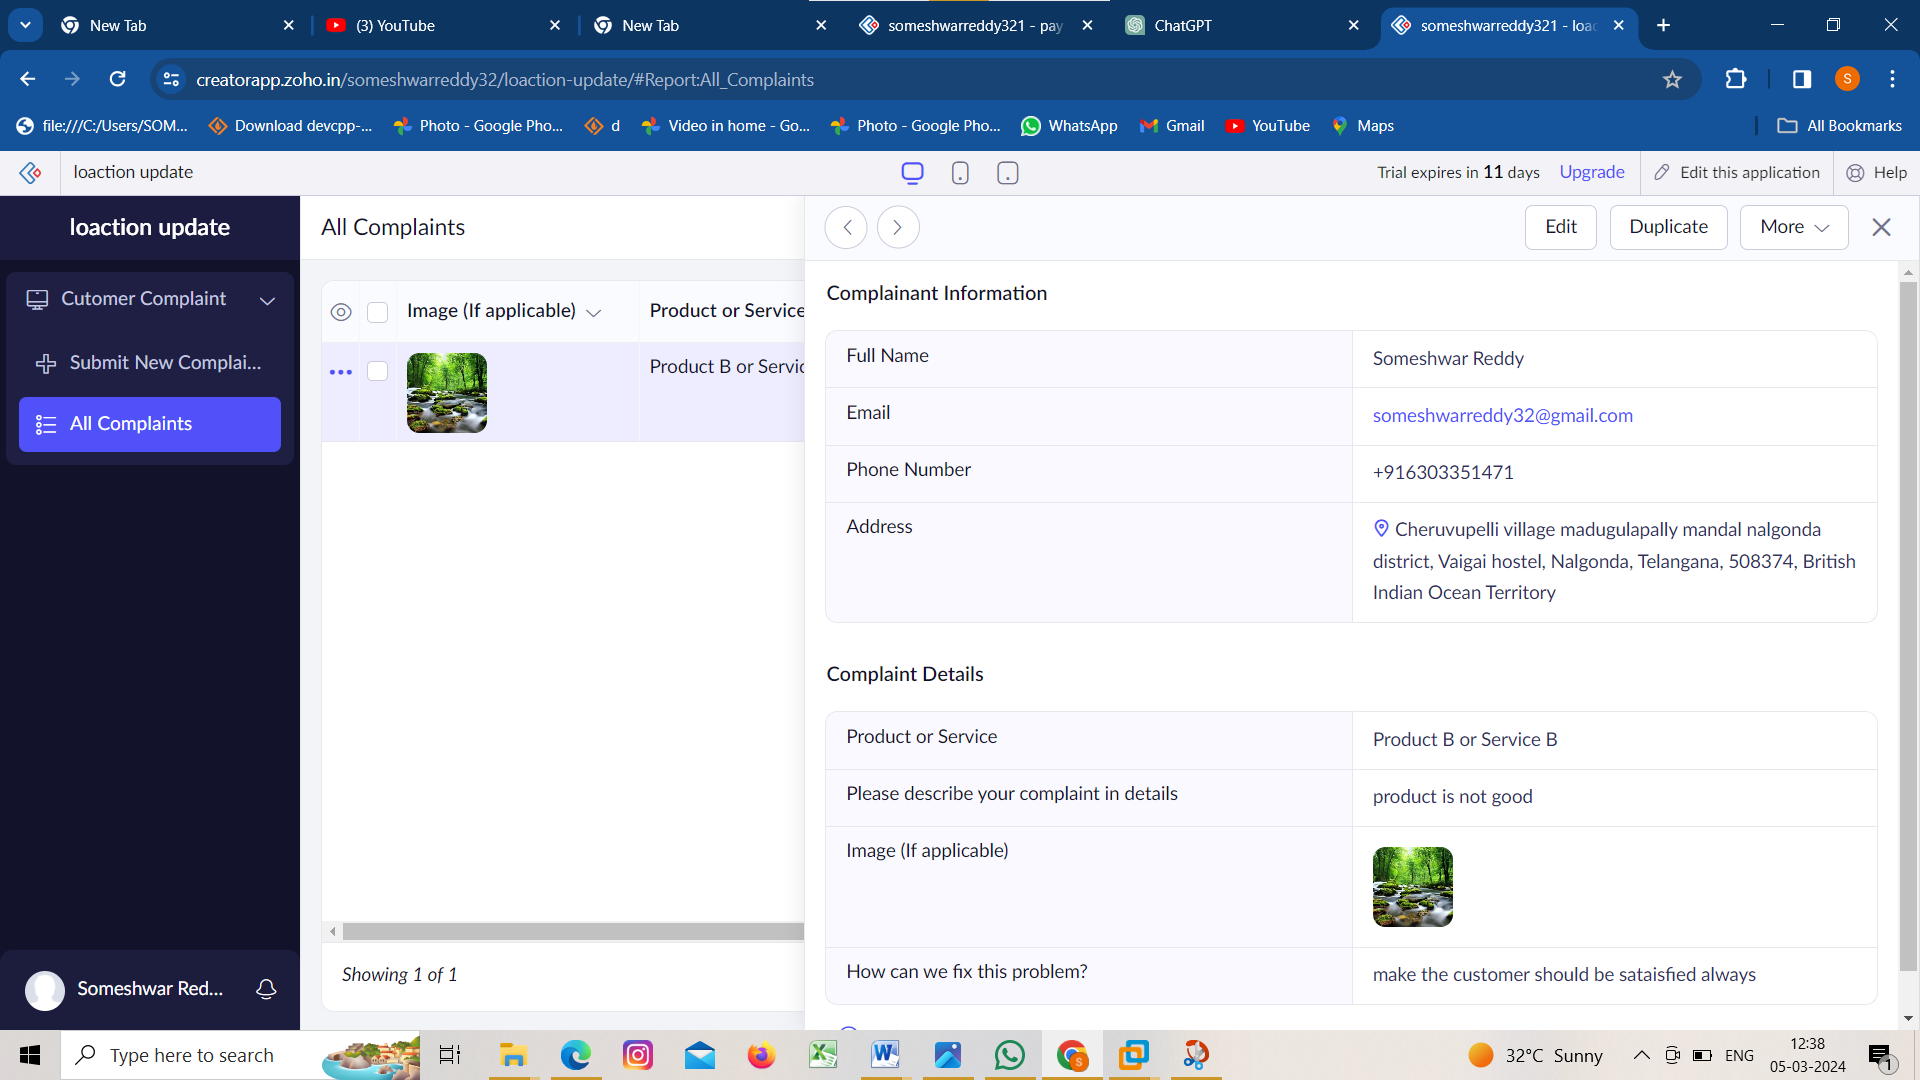 New Tab
(3) YouTube
New Tab
someshwarreddy321 - pay
ChatGPT
someshwarreddy321 - loac
creatorapp.zoho.in/someshwarreddy32/loaction-update/#Report:All_Complaints
S
file:///C:/Users/SOM...
Download devcpp-...
Photo - Google Pho...
d
Video in home - Go...
Photo - Google Pho...
WhatsApp
Gmail
YouTube
Maps
All Bookmarks
loaction update
Trial expires in 11 days
Upgrade
Edit this application
Help
loaction update
Cutomer Complaint
Submit New Complai...
All Complaints
Someshwar Red...
All Complaints
Image (If applicable)
Product or Service
Product B or Servic
Showing 1 of 1
Edit
Duplicate
More
Complainant Information
Full Name
Someshwar Reddy
Email
someshwarreddy32@gmail.com
Phone Number
+916303351471
Address
Cheruvupelli village madugulapally mandal nalgonda
district, Vaigai hostel, Nalgonda, Telangana, 508374, British
Indian Ocean Territory
Complaint Details
Product or Service
Product B or Service B
Please describe your complaint in details
product is not good
Image (If applicable)
How can we fix this problem?
make the customer should be sataisfied always
Type here to search
32°C Sunny
ENG
12:38
05-03-2024
1